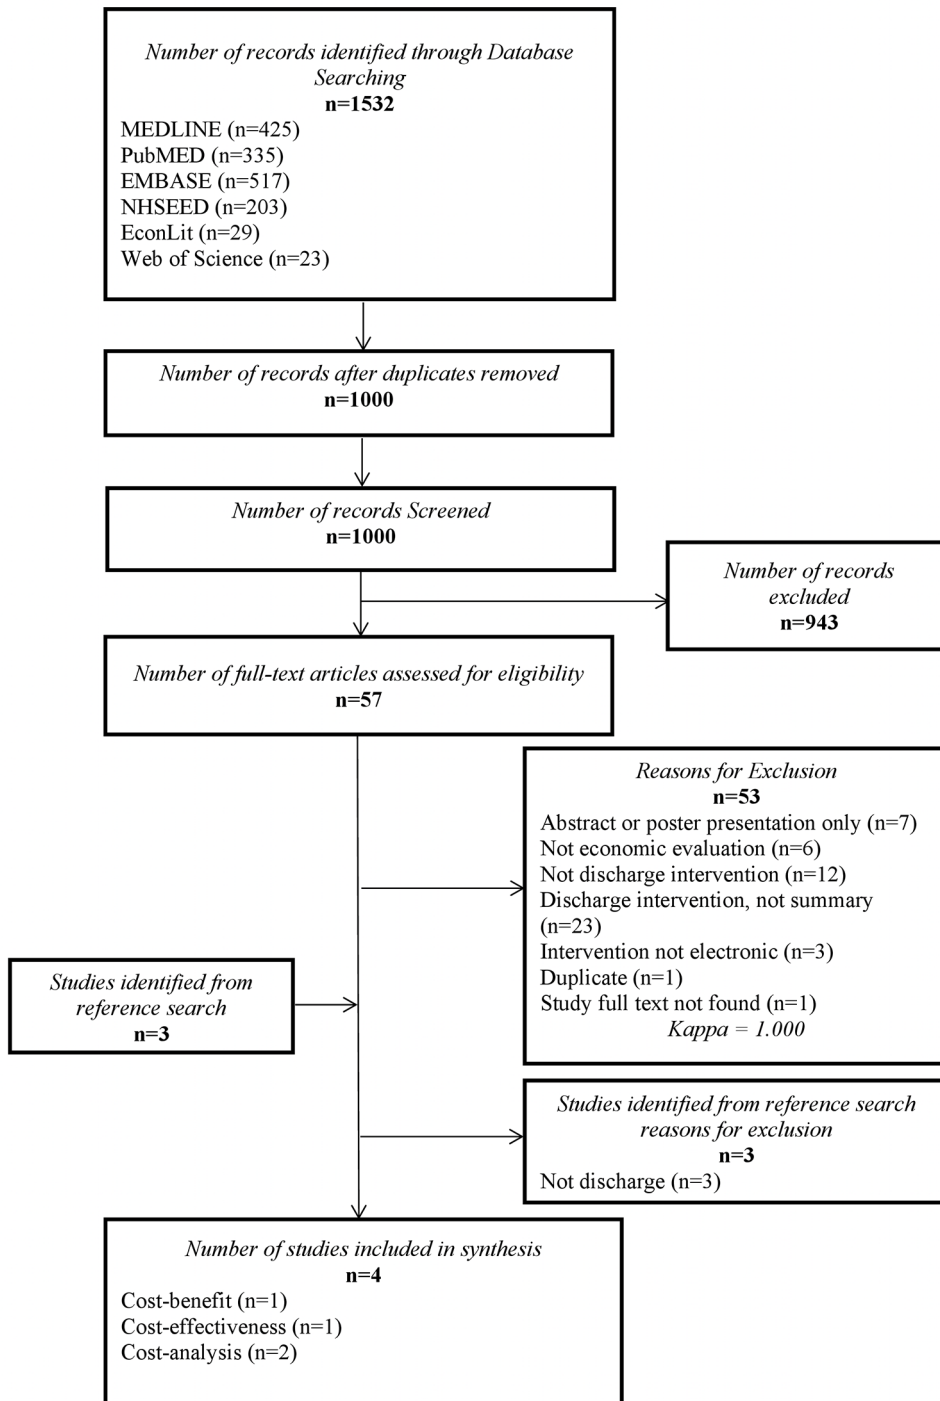 Number of records identified through Database
Searching
n=1532
MEDLINE (n=425)
PubMED (n=335)
EMBASE (n=517)
NHSEED (n=203)
EconLit (n=29)
Web of Science (n=23)
Number of records after duplicates removed
n=1000
Number of records Screened
n=1000
Number of records
excluded
n=943
Number of full-text articles assessed for eligibility
n=57
Reasons for Exclusion
n=53
Abstract or poster presentation only (n=7)
Not economic evaluation (n=6)
Not discharge intervention (n=12)
Discharge intervention, not summary
(n=23)
Intervention not electronic (n=3)
Duplicate (n=1)
Study full text not found (n=1)
Kappa = 1.000
Studies identified from
reference search
n=3
Studies identified from reference search
reasons for exclusion
n=3
Not discharge (n=3)
Number of studies included in synthesis
n=4
Cost-benefit (n=1)
Cost-effectiveness (n=1)
Cost-analysis (n=2)